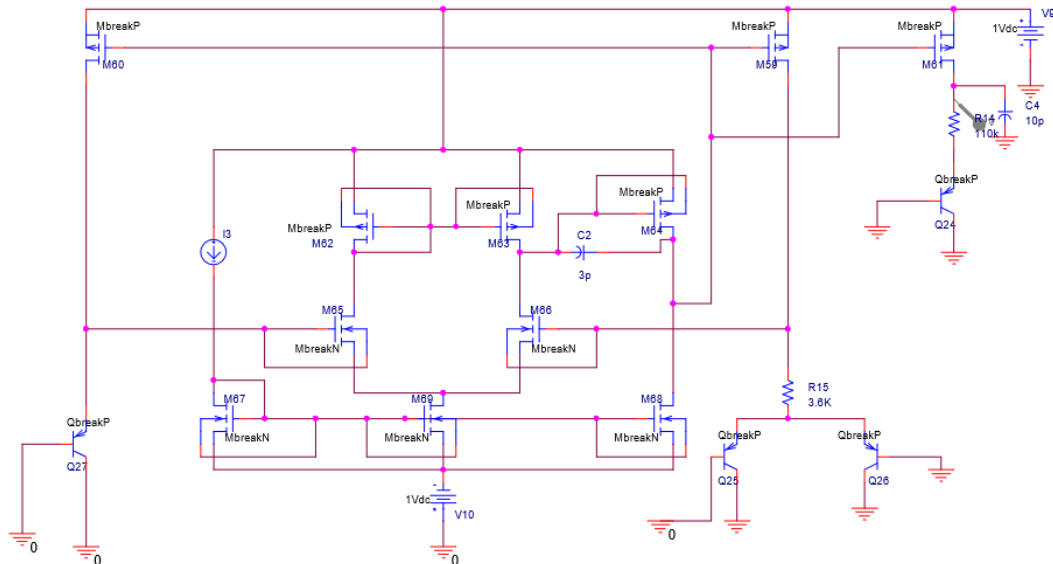 MbreakP
M60
MbreakP
M59
MbreakP
M61
V9
1Vdc
R14
110k
C4
10p
QbreakP
Q24
I3
MbreakP
M62
MbreakP
M63
MbreakP
M64
C2
3p
M65
MbreakN
M66
MbreakN
M67
MbreakN
M69
MbreakN
M68
MbreakN
R15
3.6K
QbreakP
Q27
QbreakP
Q25
QbreakP
Q26
1Vdc
V10
0
0
0
0